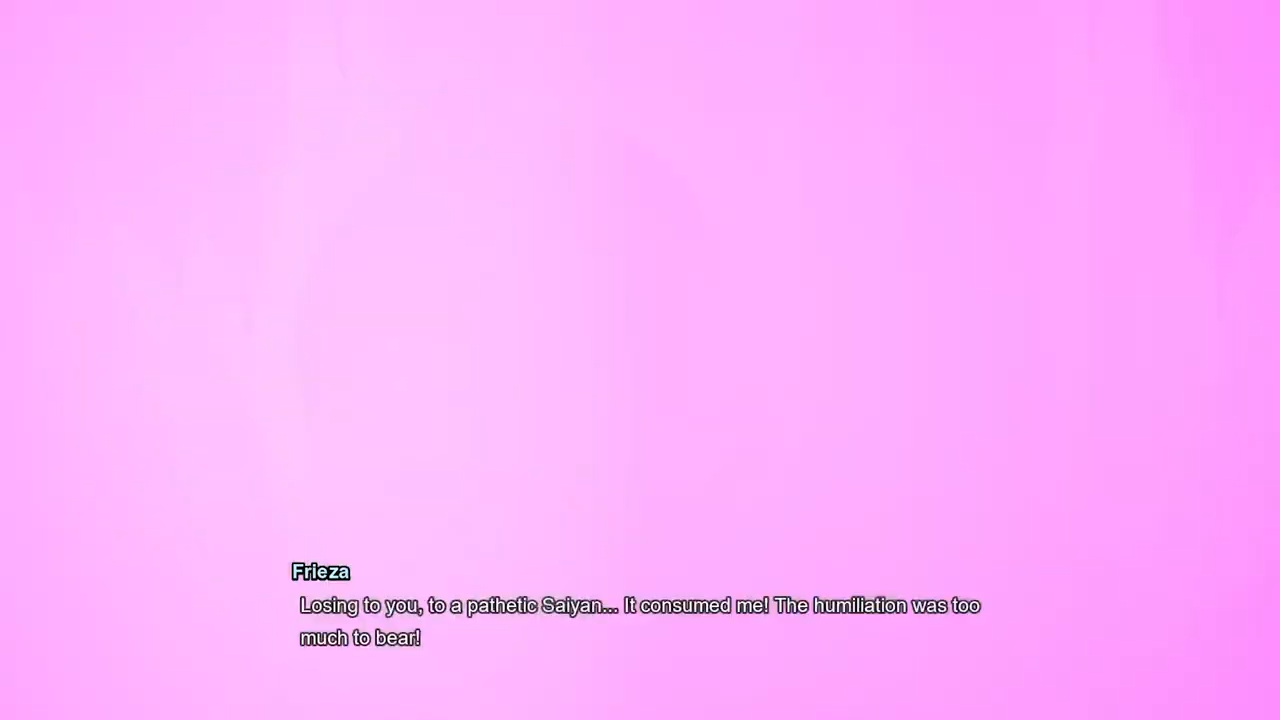 Frieza
Losing to you, to a pathetic Saiyan... It consumed me! The humiliation was too
much to bear!